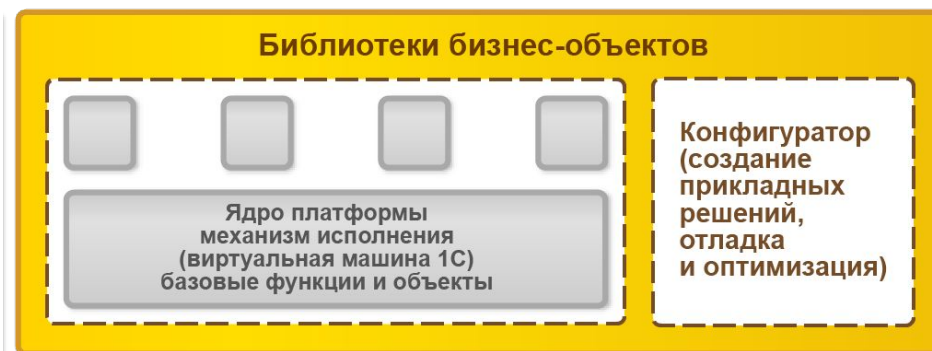 Библиотеки бизнес-объектов
Ядро платформы
механизм исполнения
(виртуальная машина 1С)
базовые функции и объекты
Конфигуратор
(создание
прикладных
решений,
отладка
и оптимизация)